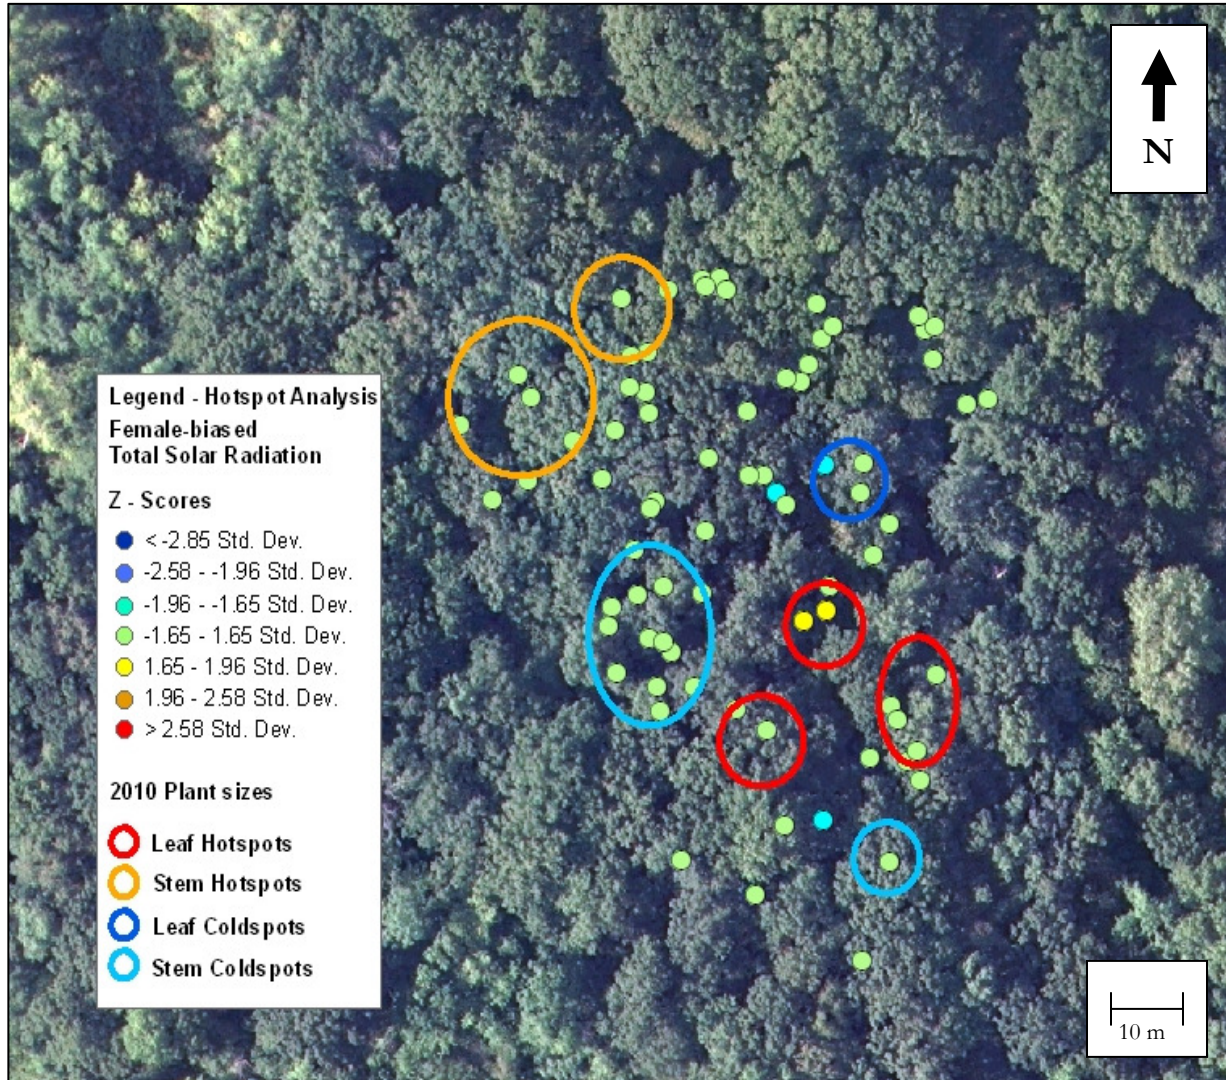 N
Legend - Hotspot Analysis
Female-biased
Total Solar Radiation
Z - Scores
< -2.85 Std. Dev.
-2.58 - -1.96 Std. Dev.
-1.96 - -1.65 Std. Dev.
-1.65 - 1.65 Std. Dev.
1.65 - 1.96 Std. Dev.
1.96 - 2.58 Std. Dev.
> 2.58 Std. Dev.
2010 Plant sizes
Leaf Hotspots
Stem Hotspots
Leaf Coldspots
Stem Coldspots
10 m